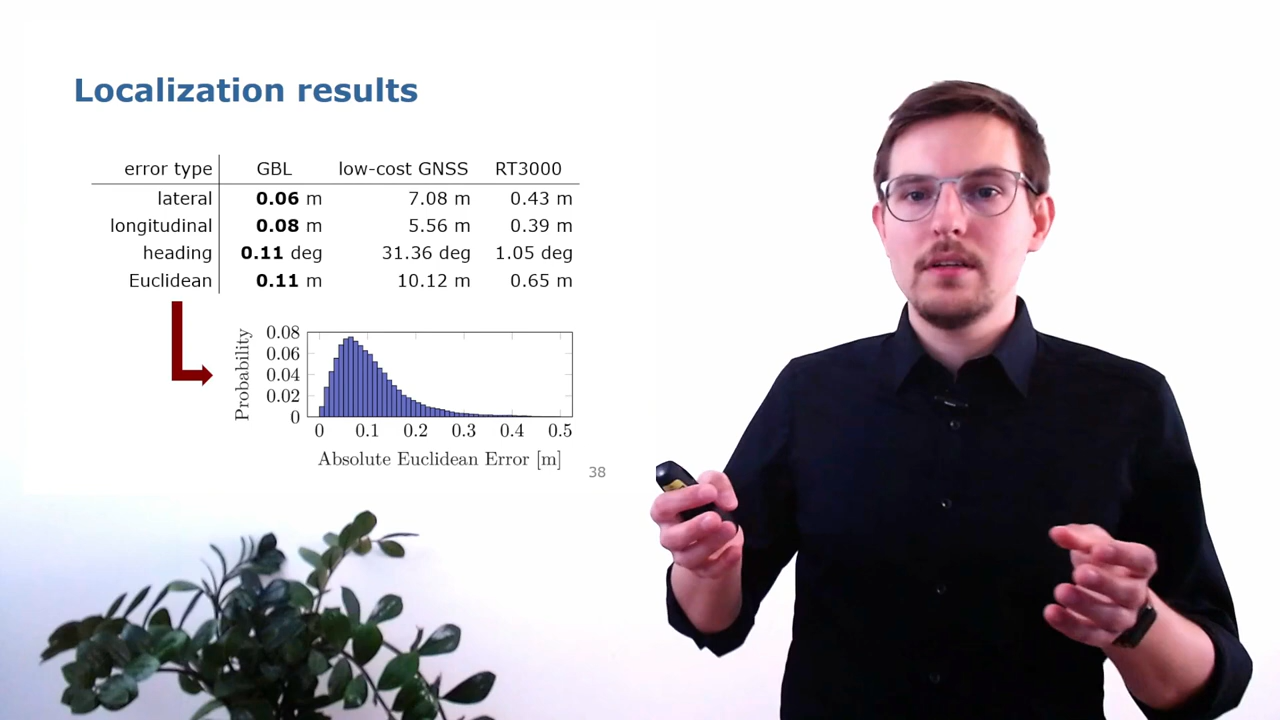 Localization results
error type GBL low-cost GNSS RT3000
lateral 0.06 m 7.08 m 0.43 m
longitudinal 0.08 m 5.56 m 0.39 m
heading 0.11 deg 31.36 deg 1.05 deg
Euclidean 0.11 m 10.12 m 0.65 m
Probability
0.08
0.06
0.04
0.02
0
0 0.1 0.2 0.3 0.4 0.5
Absolute Euclidean Error [m]
38